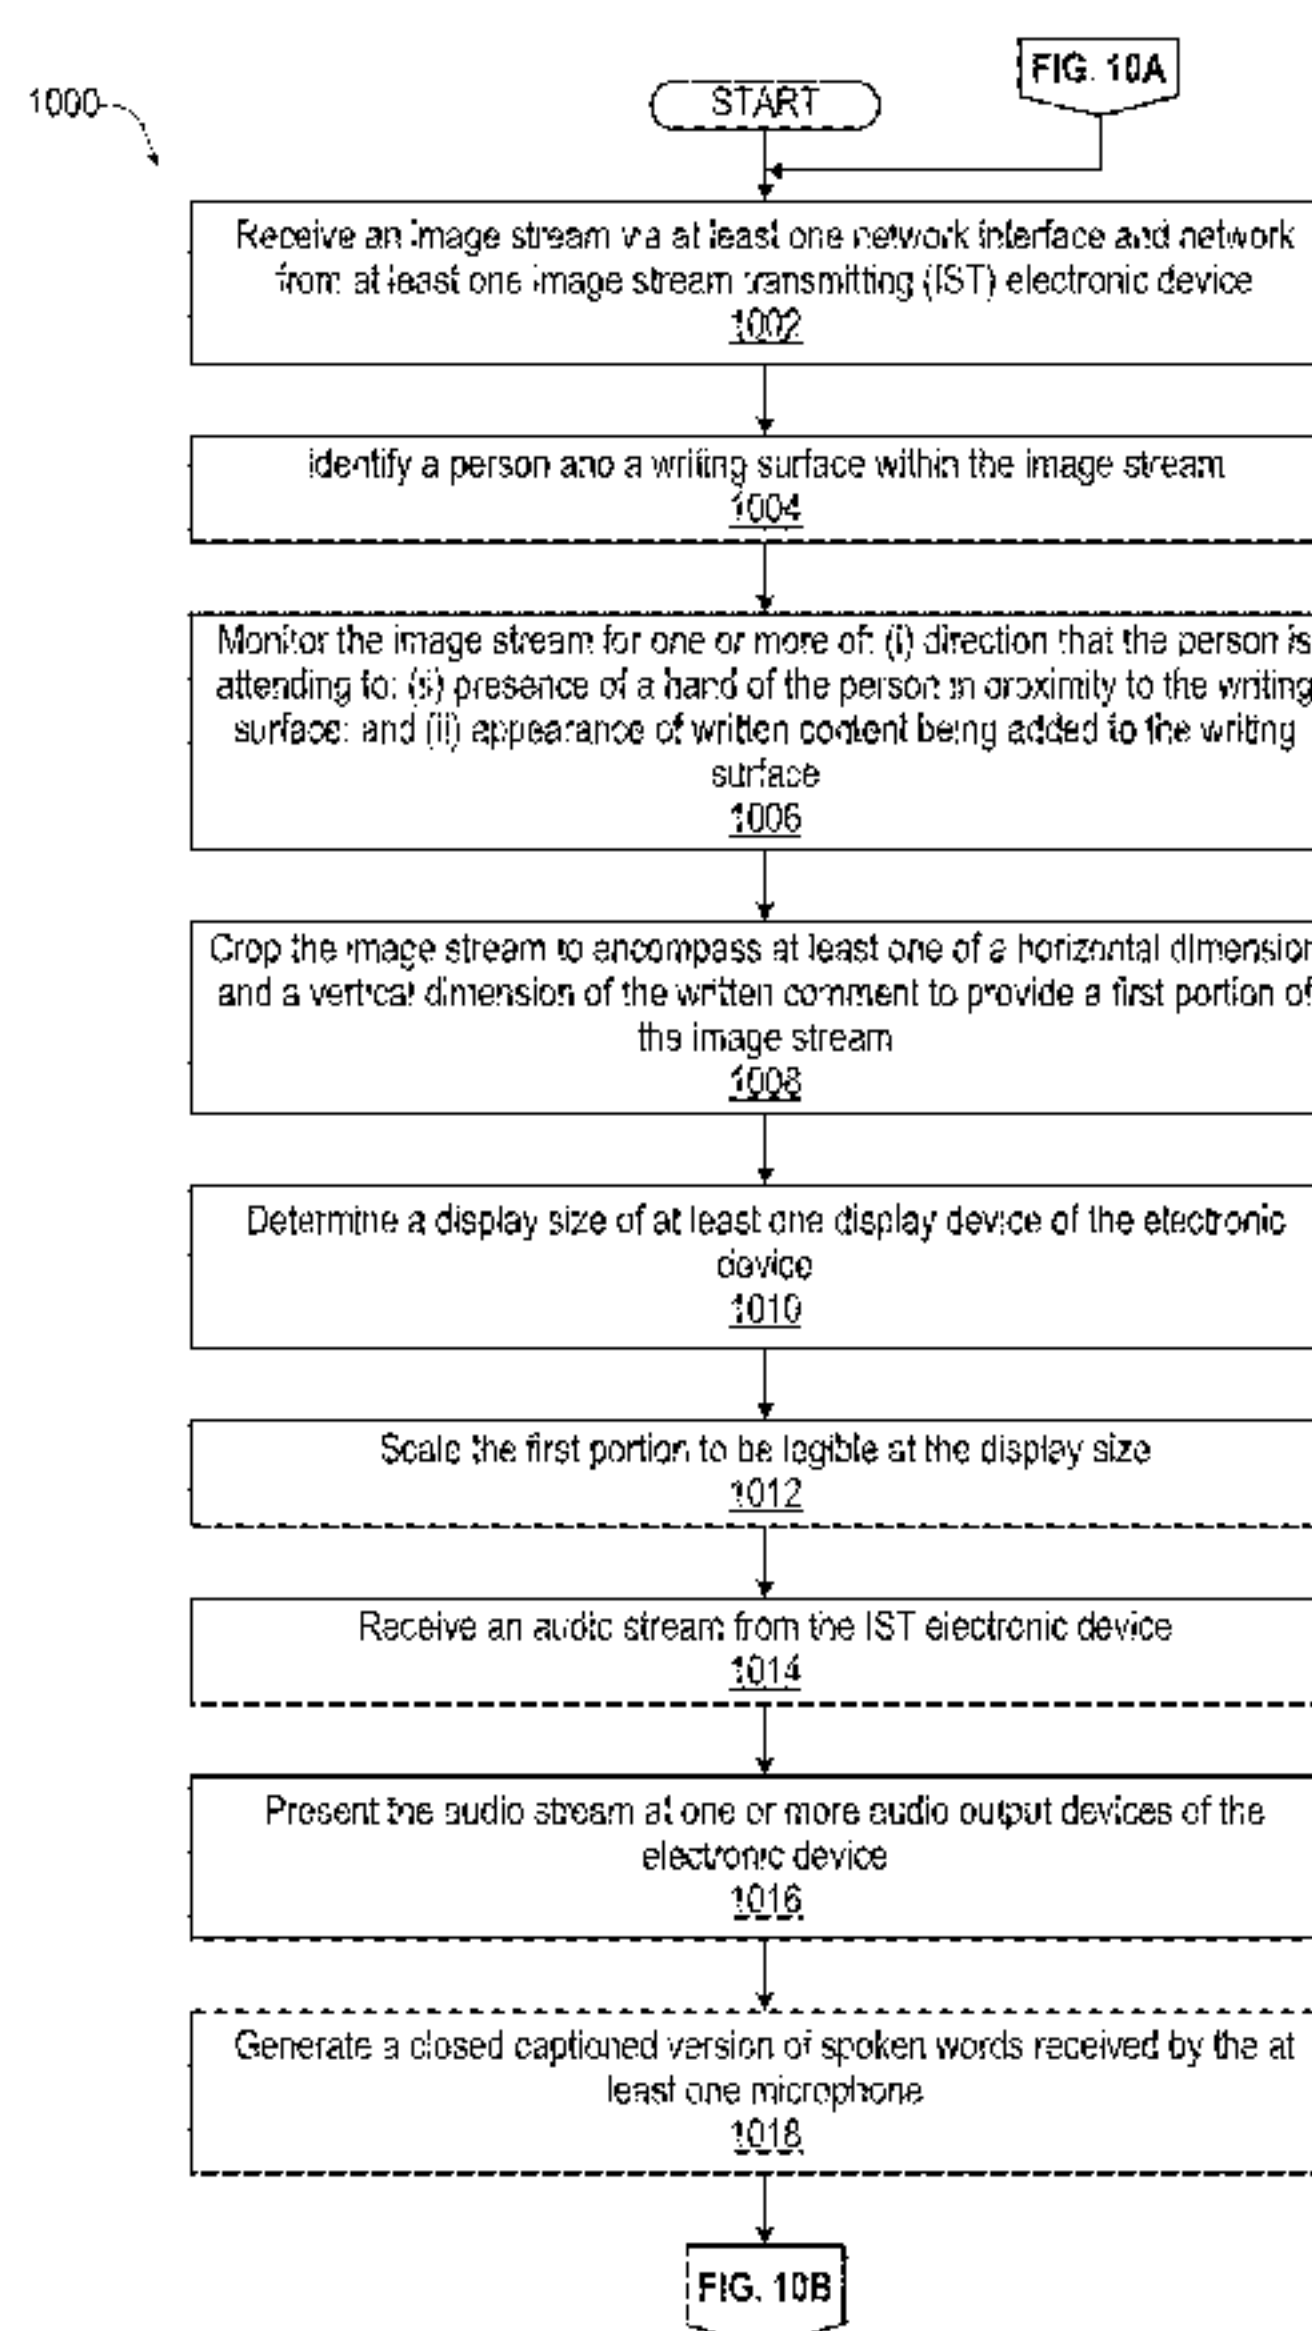 FIG. 10A
1000
START
Receive an image stream via at least one network interface and network
from at least one image stream transmitting (IST) electronic device
1002
identify a person and a writing surface within the image stream
1004
Monitor the image stream for one or more of: (i) direction that the person is
attending to; (ii) presence of a hand of the person in proximity to the writing
surface; and (ii) appearance of written content being added to the writing
surface
1006
Crop the image stream to encompass at least one of a horizontal dimension
and a vertical dimension of the written comment to provide a first portion of
the image stream
1008
Determine a display size of at least one display device of the electronic
device
1010
Scale the first portion to be legible at the display size
1012
Receive an audio stream from the IST electronic device
1014
Present the audio stream at one or more audio output devices of the
electronic device
1016
Generate a closed captioned version of spoken words received by the at
least one microphone
1018
FIG. 10B